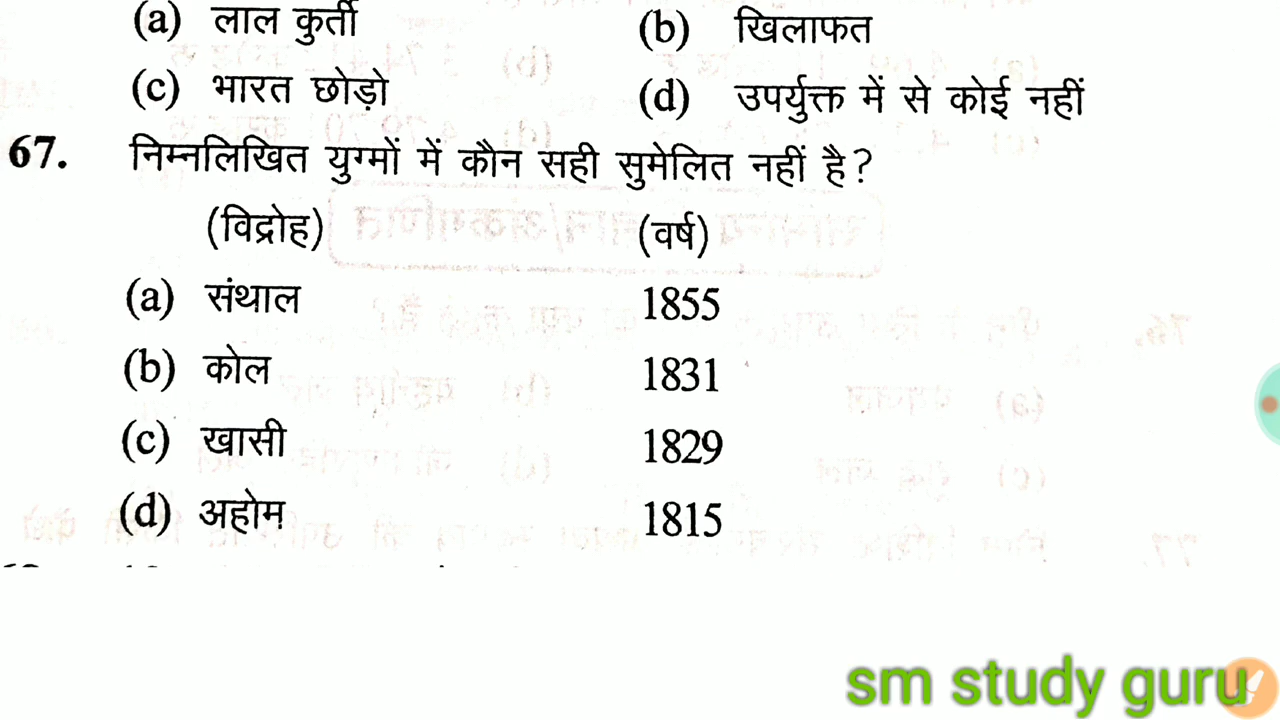 (a) लाल कुर्ती (b) खिलाफत
(c) भारत छोड़ो (d) उपर्युक्त में से कोई नहीं
67. निम्नलिखित युग्मों में कौन सही सुमेलित नहीं है?
(विद्रोह) (वर्ष)
(a) संथाल 1855
(b) कोल 1831
(c) खासी 1829
(d) अहोम 1815
sm study guru